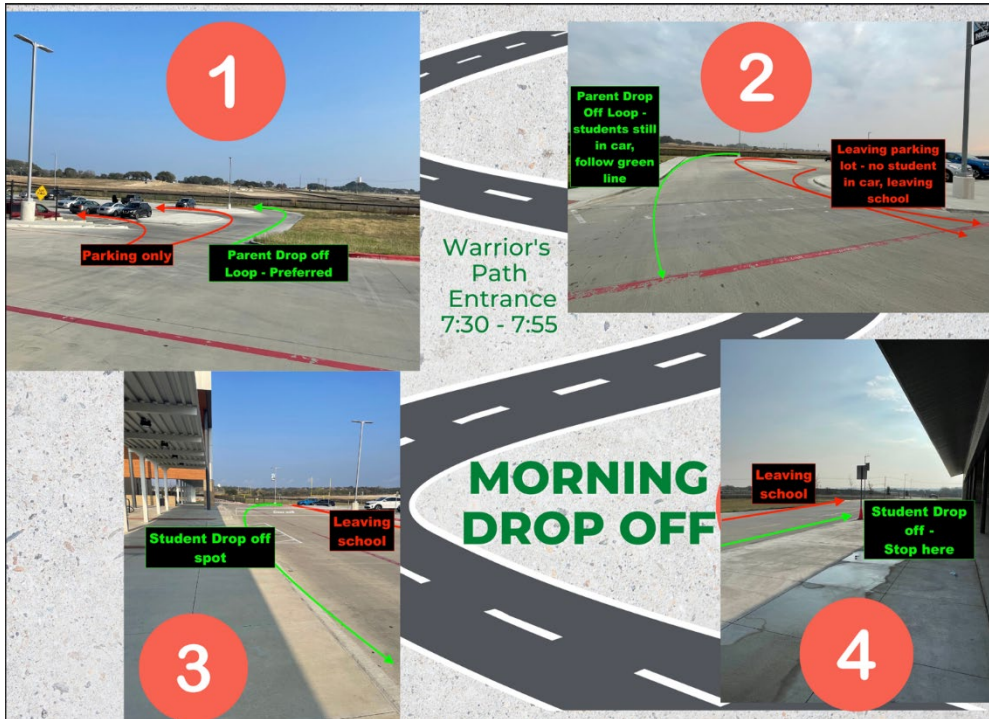 1
Parking only
Parent Drop off
Loop - Preferred
2
Parent Drop
Off Loop -
students still
in car,
follow green
line
Leaving parking
lot - no student
in car, leaving
school
Warrior's
Path
Entrance
7:30 - 7:55
Student Drop off
spot
Leaving
school
3
MORNING
DROP OFF
Leaving
school
Student Drop
off -
Stop here
4